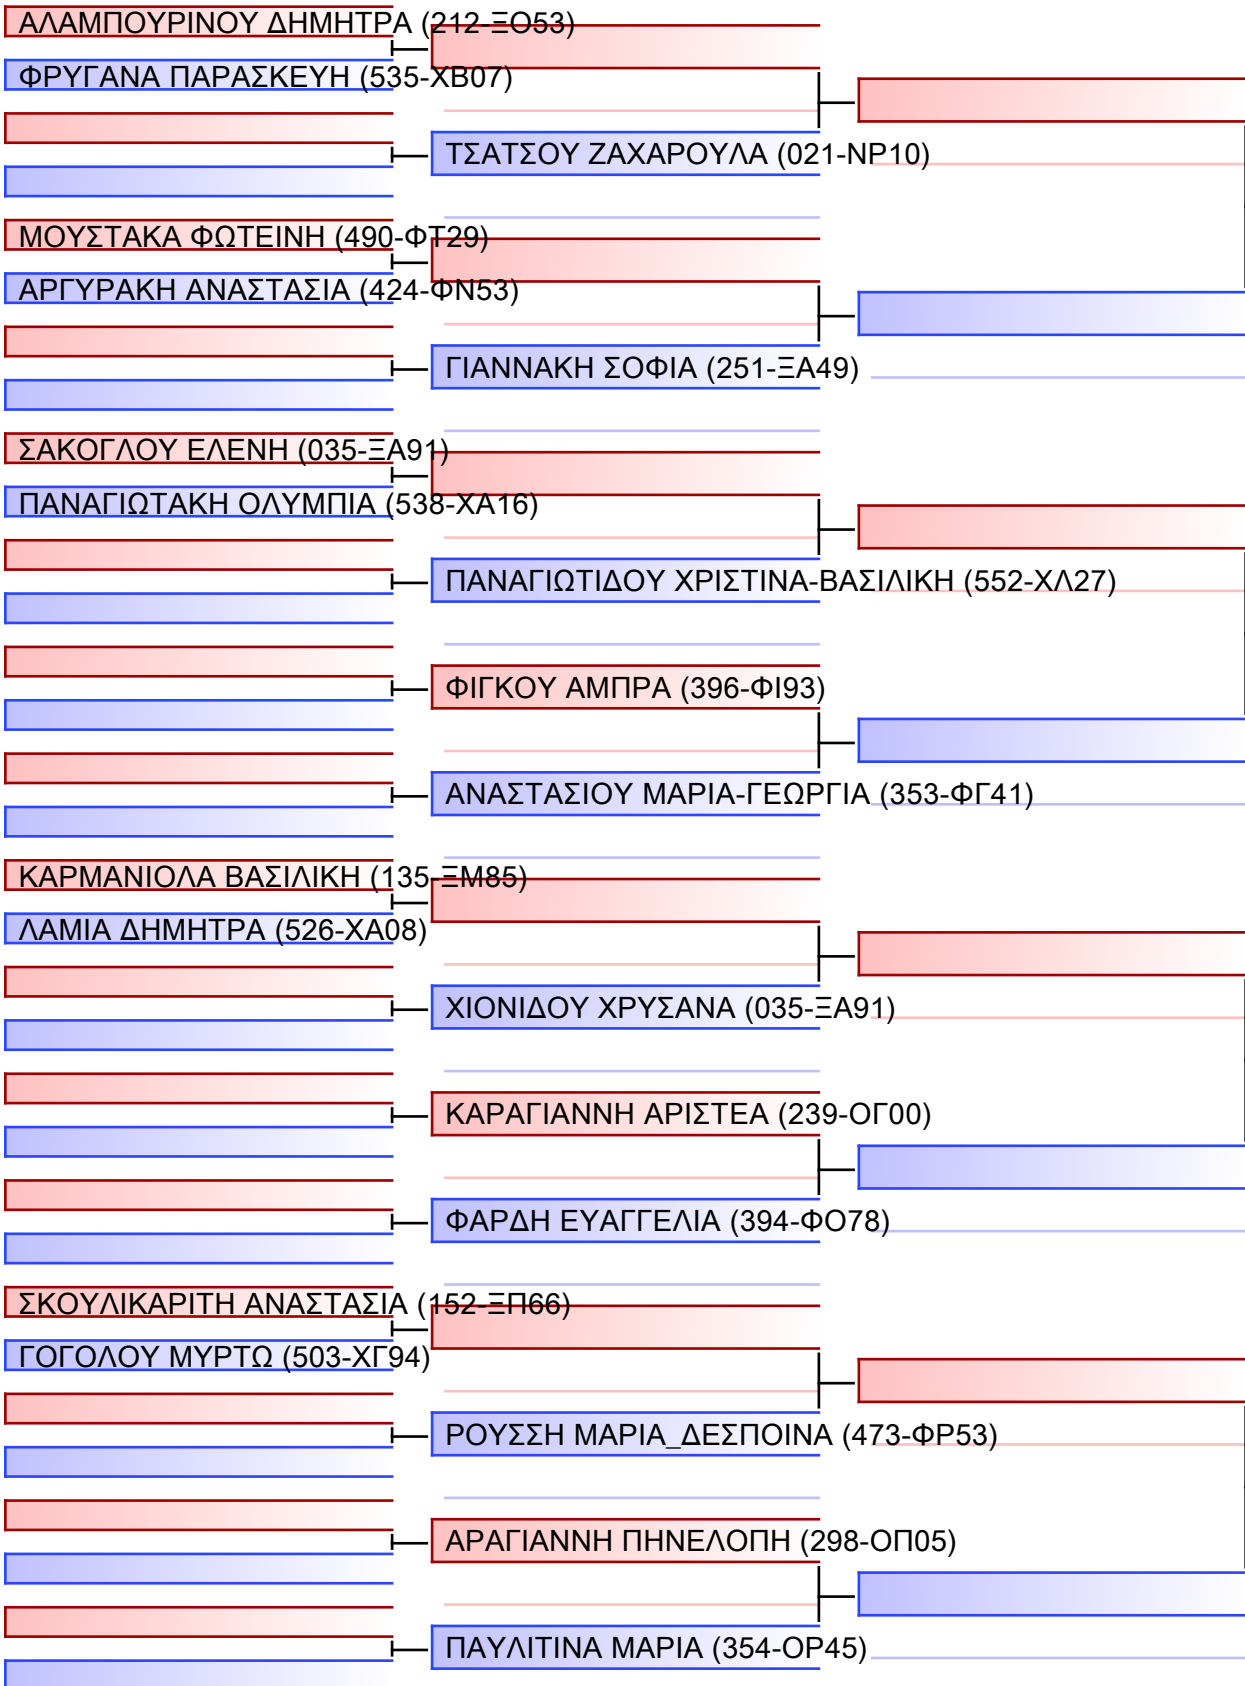 ΑΛΑΜΠΟΥΡΙΝΟΥ ΔΗΜΗΤΡΑ (212-ΞΟ53)
ΦΡΥΓΑΝΑ ΠΑΡΑΣΚΕΥΗ (535-ΧΒ07)
ΤΣΑΤΣΟΥ ΖΑΧΑΡΟΥΛΑ (021-ΝΡ10)
ΜΟΥΣΤΑΚΑ ΦΩΤΕΙΝΗ (490-ΦΤ29)
ΑΡΓΥΡΑΚΗ ΑΝΑΣΤΑΣΙΑ (424-ΦΝ53)
ΓΙΑΝΝΑΚΗ ΣΟΦΙΑ (251-ΞΑ49)
ΣΑΚΟΓΛΟΥ ΕΛΕΝΗ (035-ΞΑ91)
ΠΑΝΑΓΙΩΤΑΚΗ ΟΛΥΜΠΙΑ (538-ΧΑ16)
ΠΑΝΑΓΙΩΤΙΔΟΥ ΧΡΙΣΤΙΝΑ-ΒΑΣΙΛΙΚΗ (552-ΧΛ27)
ΦΙΓΚΟΥ ΑΜΠΡΑ (396-ΦΙ93)
ΑΝΑΣΤΑΣΙΟΥ ΜΑΡΙΑ-ΓΕΩΡΓΙΑ (353-ΦΓ41)
ΚΑΡΜΑΝΙΟΛΑ ΒΑΣΙΛΙΚΗ (135-ΞΜ85)
ΛΑΜΙΑ ΔΗΜΗΤΡΑ (526-ΧΑ08)
ΧΙΟΝΙΔΟΥ ΧΡΥΣΑΝΑ (035-ΞΑ91)
ΚΑΡΑΓΙΑΝΝΗ ΑΡΙΣΤΕΑ (239-ΟΓ00)
ΦΑΡΔΗ ΕΥΑΓΓΕΛΙΑ (394-ΦΟ78)
ΣΚΟΥΛΙΚΑΡΙΤΗ ΑΝΑΣΤΑΣΙΑ (152-ΞΠ66)
ΓΟΓΟΛΟΥ ΜΥΡΤΩ (503-ΧΓ94)
ΡΟΥΣΣΗ ΜΑΡΙΑ_ΔΕΣΠΟΙΝΑ (473-ΦΡ53)
ΑΡΑΓΙΑΝΝΗ ΠΗΝΕΛΟΠΗ (298-ΟΠ05)
ΠΑΥΛΙΤΙΝΑ ΜΑΡΙΑ (354-ΟΡ45)